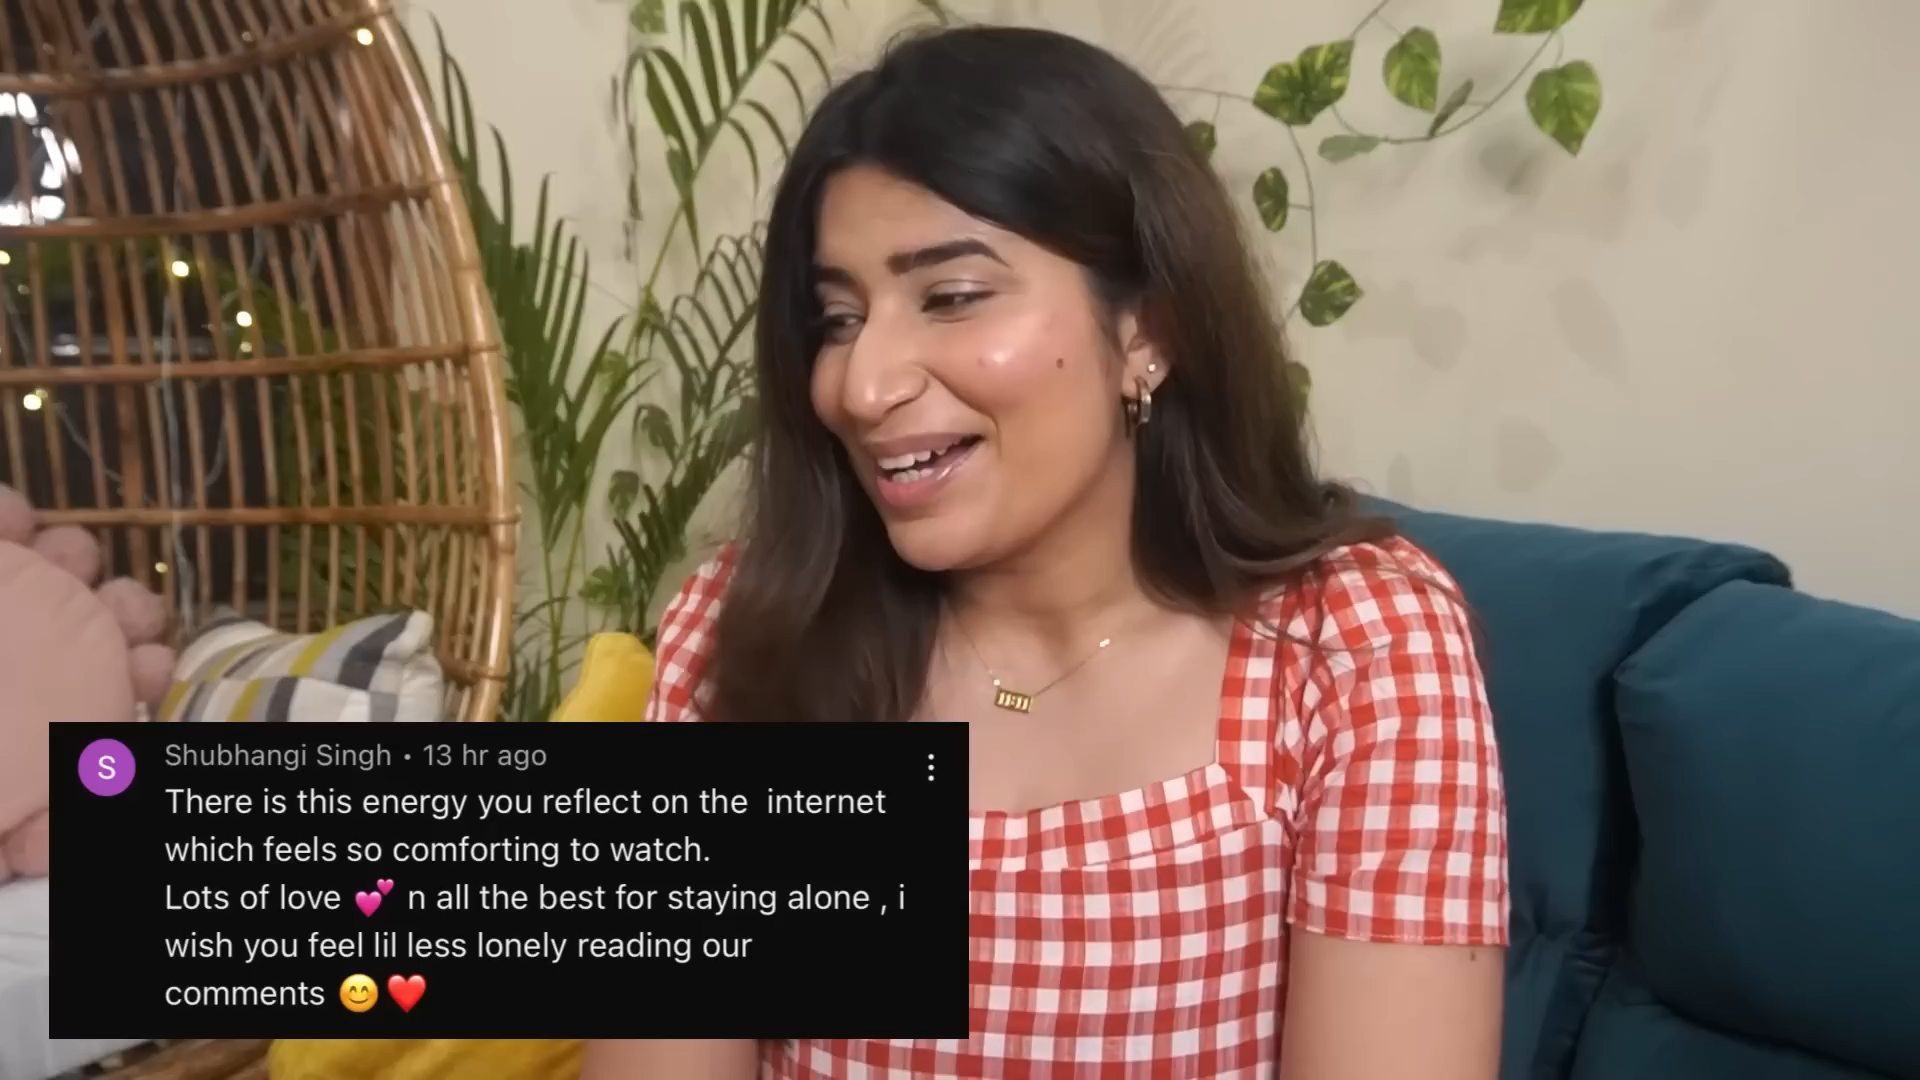 S
Shubhangi Singh • 13 hr ago
There is this energy you reflect on the internet
which feels so comforting to watch.
Lots of love 💕 n all the best for staying alone , i
wish you feel lil less lonely reading our
comments 😊❤️